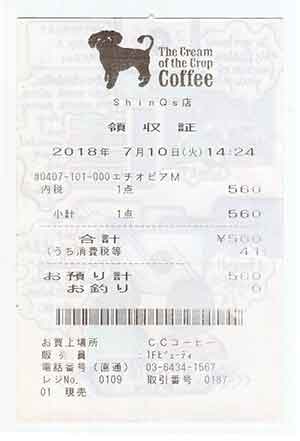 The Cream
of the Crop
Coffee
ShinQs店
領収証
2018年 7月10日(火)14:24
80407-101-000エチオピアM
内税 1点 560
小計 1点 560
合計 ¥560
(うち消費税等 41)
お預り計 560
お釣り 0
お買上場所 C.Cコーヒー
販売員 :1Fビューティ
電話番号(直通) 03-6434-1567
レジNo. 0109 取引番号 0187
01 現売